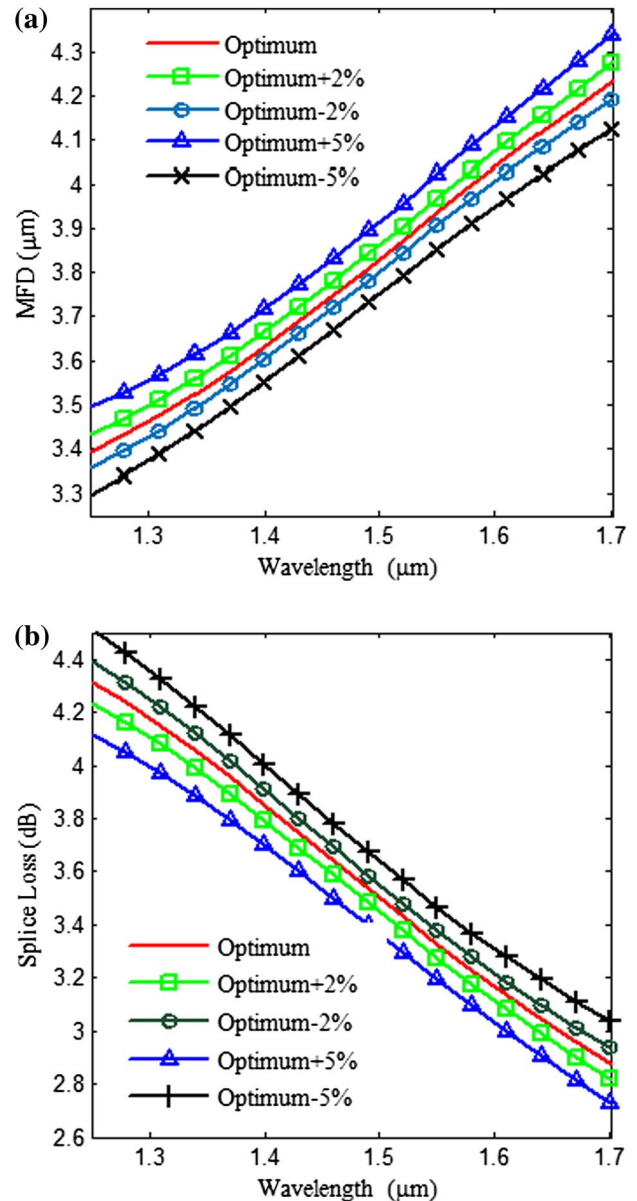 (a)
4.3
4.2
4.1
4
3.9
3.8
3.7
3.6
3.5
3.4
3.3
MFD (μm)
Optimum
Optimum+2%
Optimum-2%
Optimum+5%
Optimum-5%
1.3 1.4 1.5 1.6 1.7
Wavelength (μm)
(b)
4.4
4.2
4
3.8
3.6
3.4
3.2
3
2.8
2.6
Splice Loss (dB)
Optimum
Optimum+2%
Optimum-2%
Optimum+5%
Optimum-5%
1.3 1.4 1.5 1.6 1.7
Wavelength (μm)